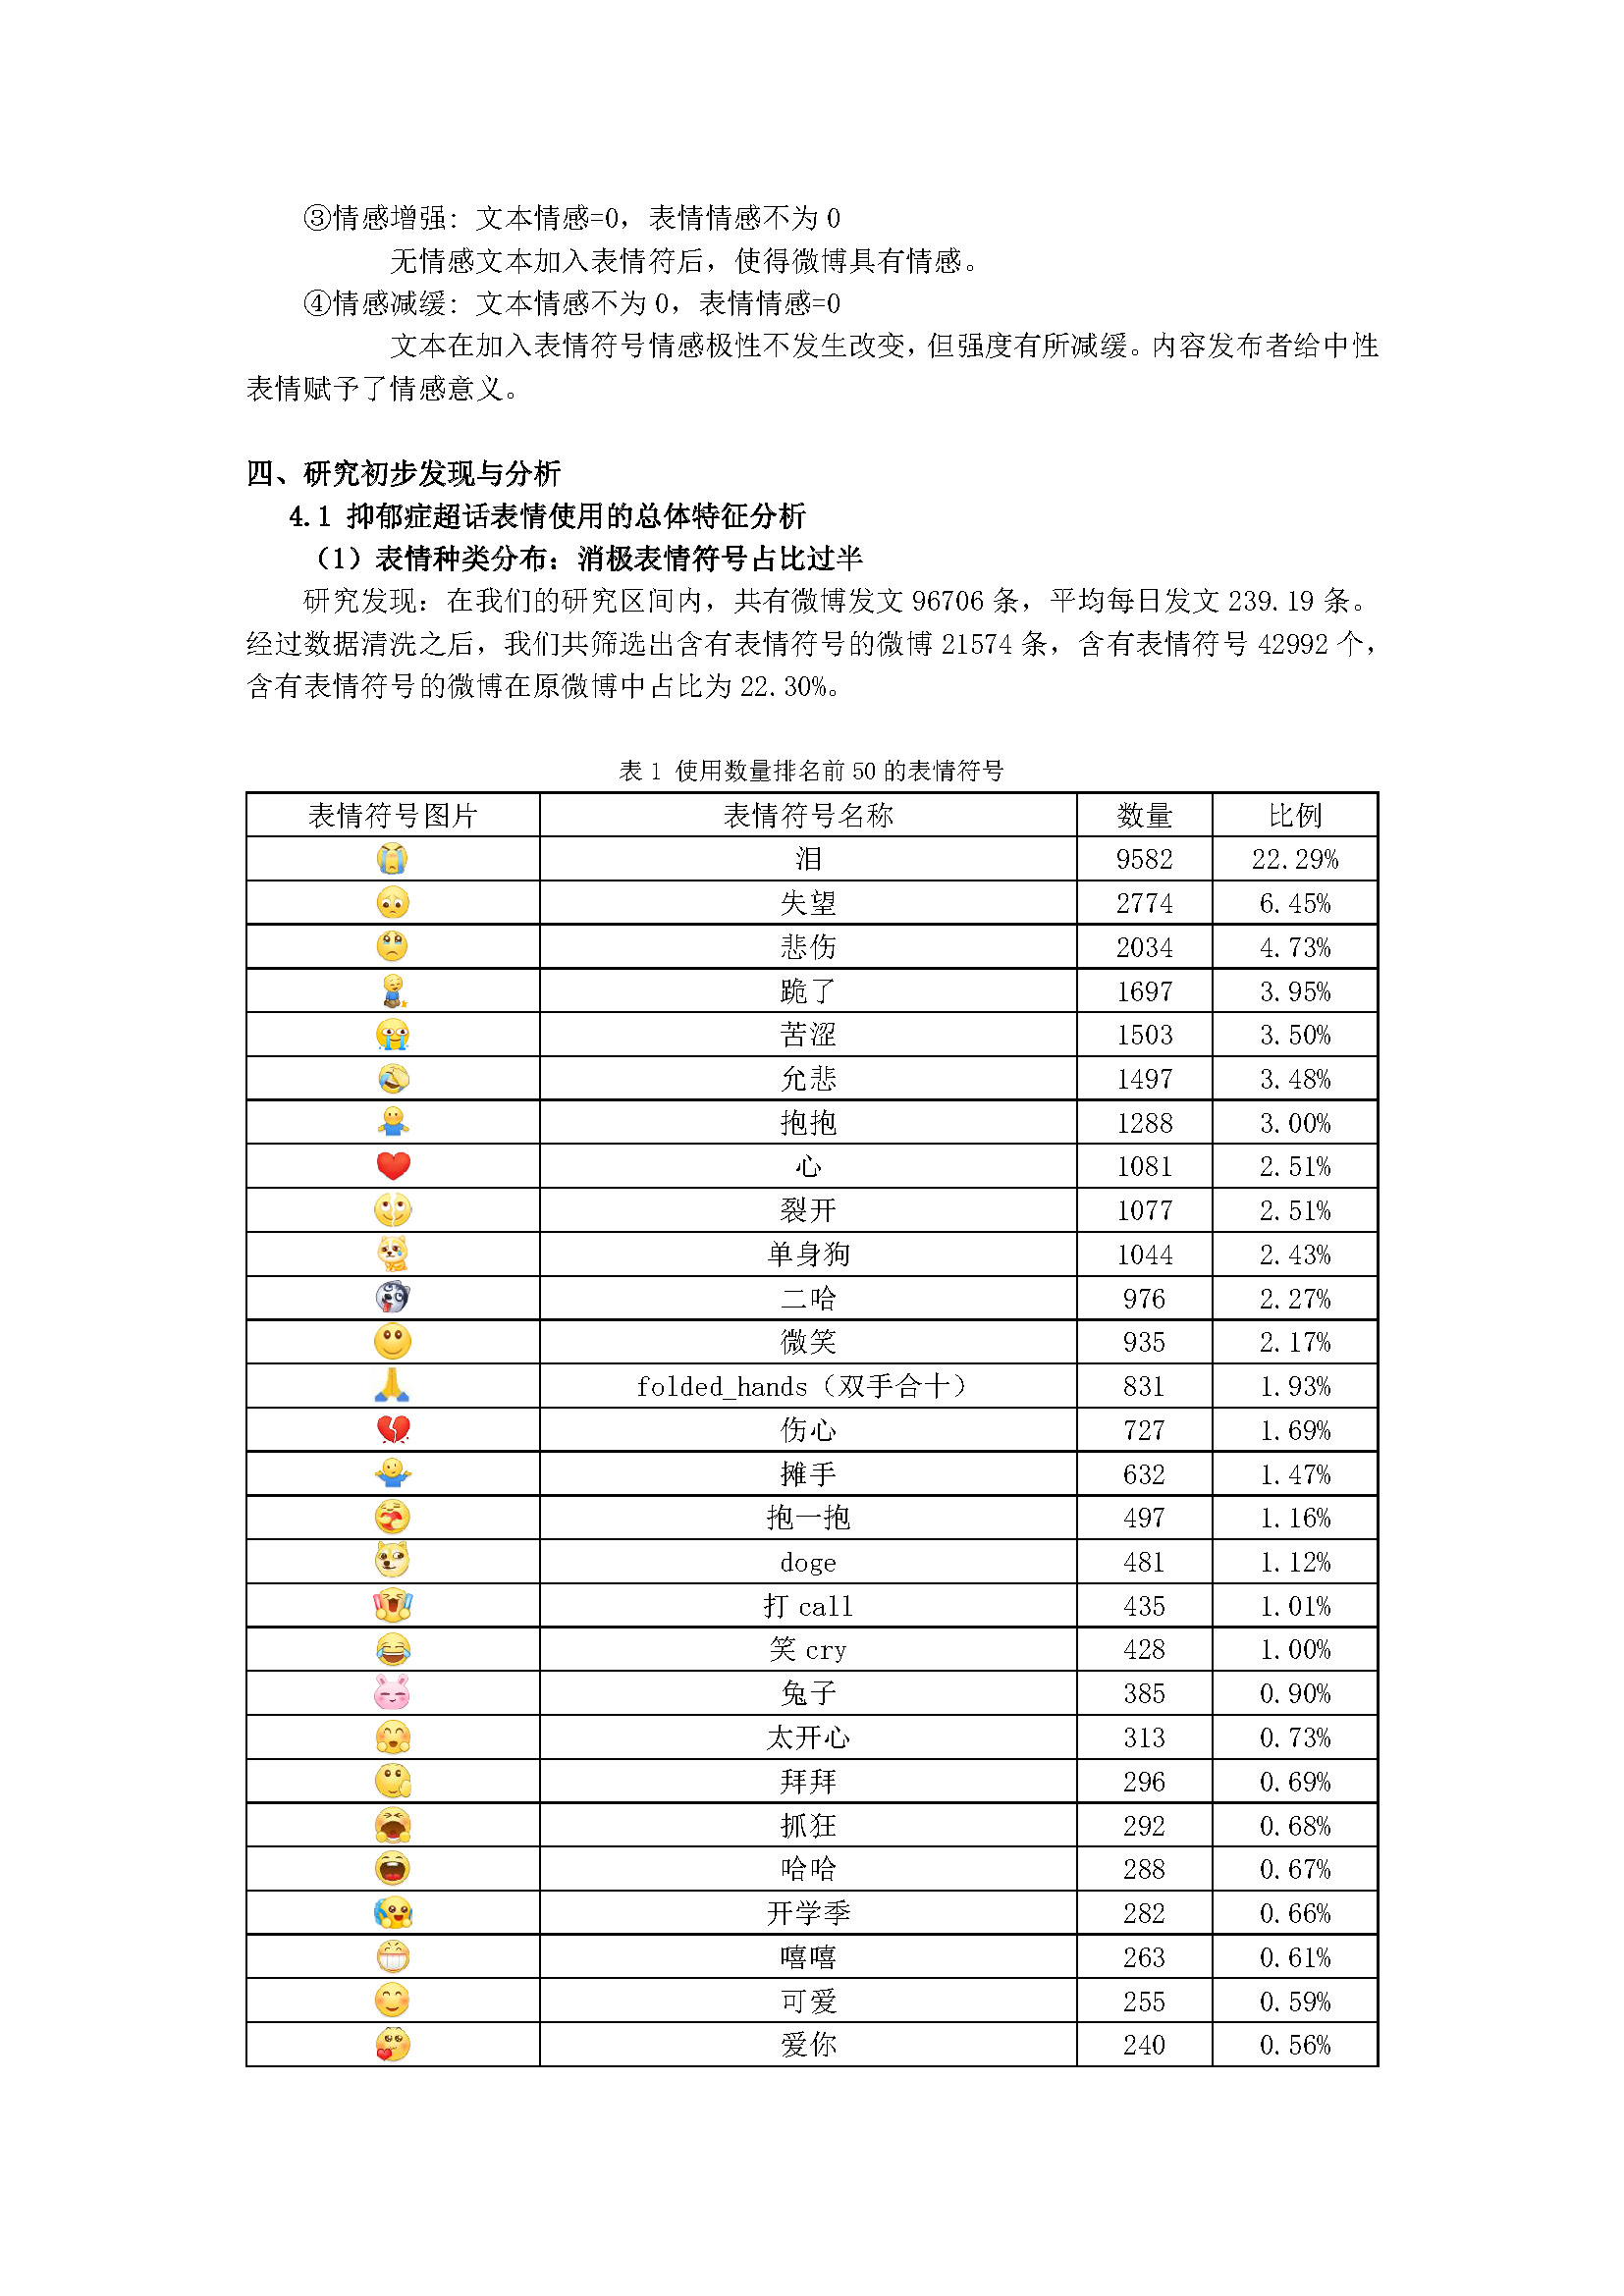 ③情感增强：文本情感=0，表情情感不为 0
无情感文本加入表情符后，使得微博具有情感。
④情感减缓：文本情感不为 0，表情情感=0
文本在加入表情符号情感极性不发生改变，但强度有所减缓。内容发布者给中性
表情赋予了情感意义。
四、研究初步发现与分析
4.1 抑郁症超话表情使用的总体特征分析
（1）表情种类分布：消极表情符号占比过半
研究发现：在我们的研究区间内，共有微博发文 96706 条，平均每日发文 239.19 条。
经过数据清洗之后，我们共筛选出含有表情符号的微博 21574 条，含有表情符号 42992 个，
含有表情符号的微博在原微博中占比为 22.30%。
表 1 使用数量排名前 50 的表情符号
表情符号图片 表情符号名称 数量 比例
泪 9582 22.29%
失望 2774 6.45%
悲伤 2034 4.73%
跪了 1697 3.95%
苦涩 1503 3.50%
允悲 1497 3.48%
抱抱 1288 3.00%
心 1081 2.51%
裂开 1077 2.51%
单身狗 1044 2.43%
二哈 976 2.27%
微笑 935 2.17%
folded_hands（双手合十） 831 1.93%
伤心 727 1.69%
摊手 632 1.47%
抱一抱 497 1.16%
doge 481 1.12%
打 call 435 1.01%
笑 cry 428 1.00%
兔子 385 0.90%
太开心 313 0.73%
拜拜 296 0.69%
抓狂 292 0.68%
哈哈 288 0.67%
开学季 282 0.66%
嘻嘻 263 0.61%
可爱 255 0.59%
爱你 240 0.56%